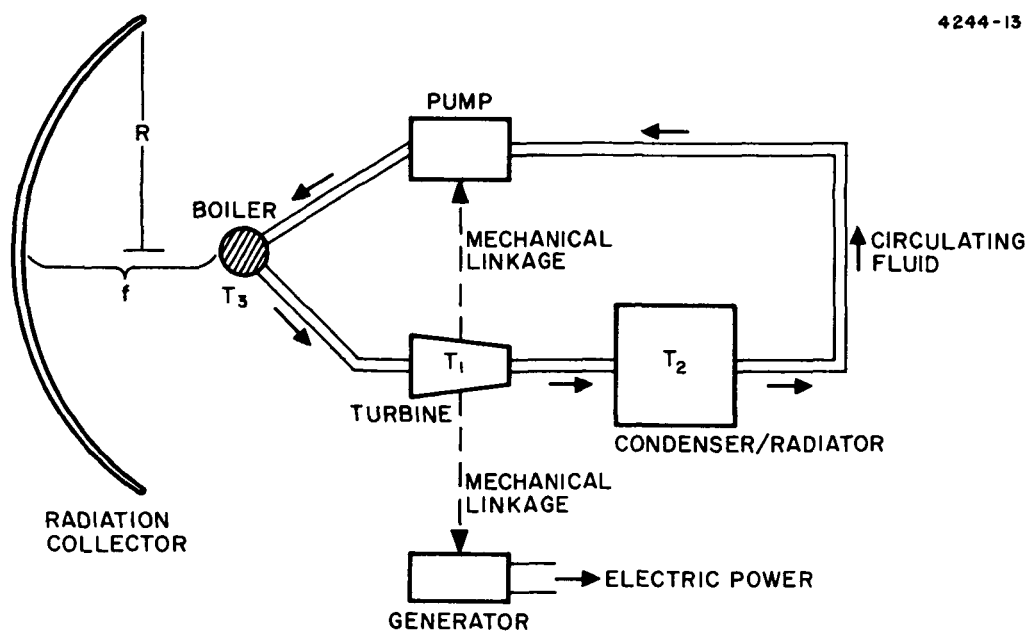 4244-13
PUMP
R
BOILER
MECHANICAL
LINKAGE
CIRCULATING
FLUID
f
T3
T1
T2
TURBINE
CONDENSER/RADIATOR
MECHANICAL
LINKAGE
RADIATION
COLLECTOR
ELECTRIC POWER
GENERATOR